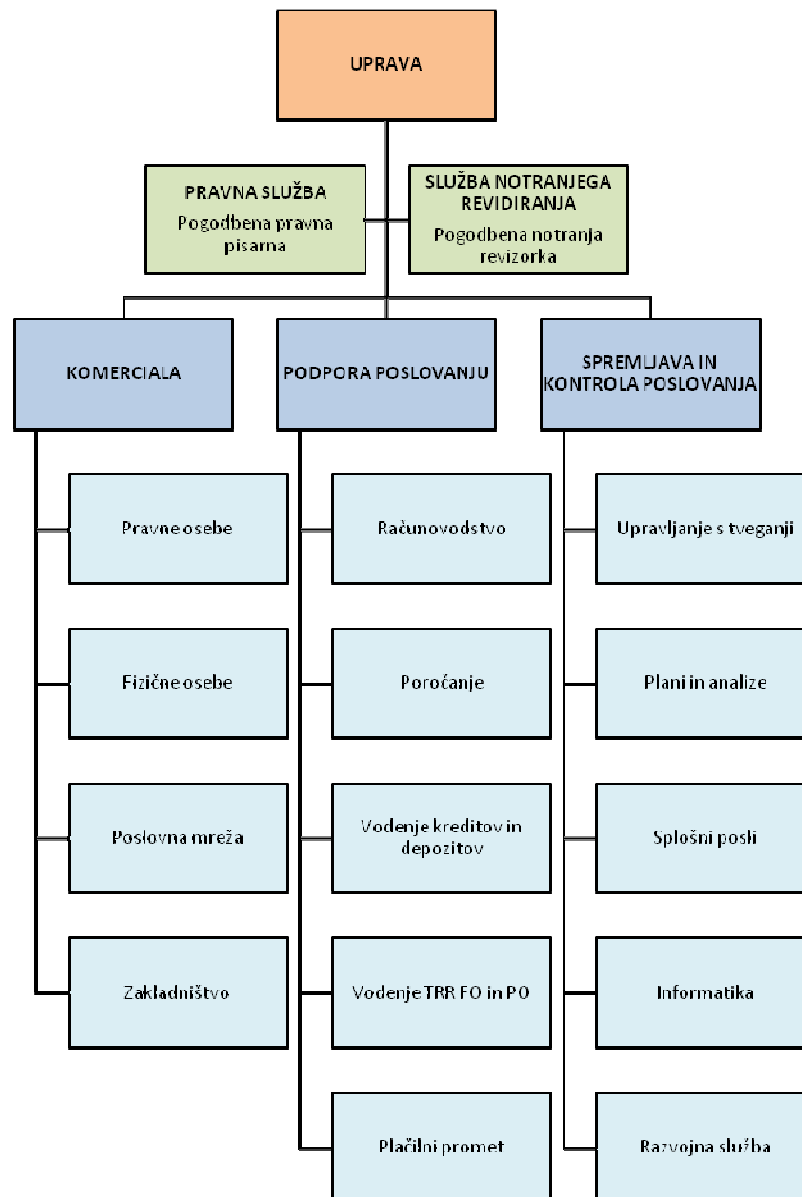 UPRAVA
PRAVNA SLUŽBA
Pogodbena pravna
pisarna
SLUŽBA NOTRANJEGA
REVIDIRANJA
Pogodbena notranja
revizorka
KOMERCIALA
PODPORA POSLOVANJU
SPREMLJAVA IN
KONTROLA POSLOVANJA
Pravne osebe
Računovodstvo
Upravljanje s tveganji
Fizične osebe
Poročanje
Plani in analize
Poslovna mreža
Vodenje kreditov in
depozitov
Splošni posli
Zakladništvo
Vodenje TRR FO in PO
Informatika
Plačilni promet
Razvojna služba